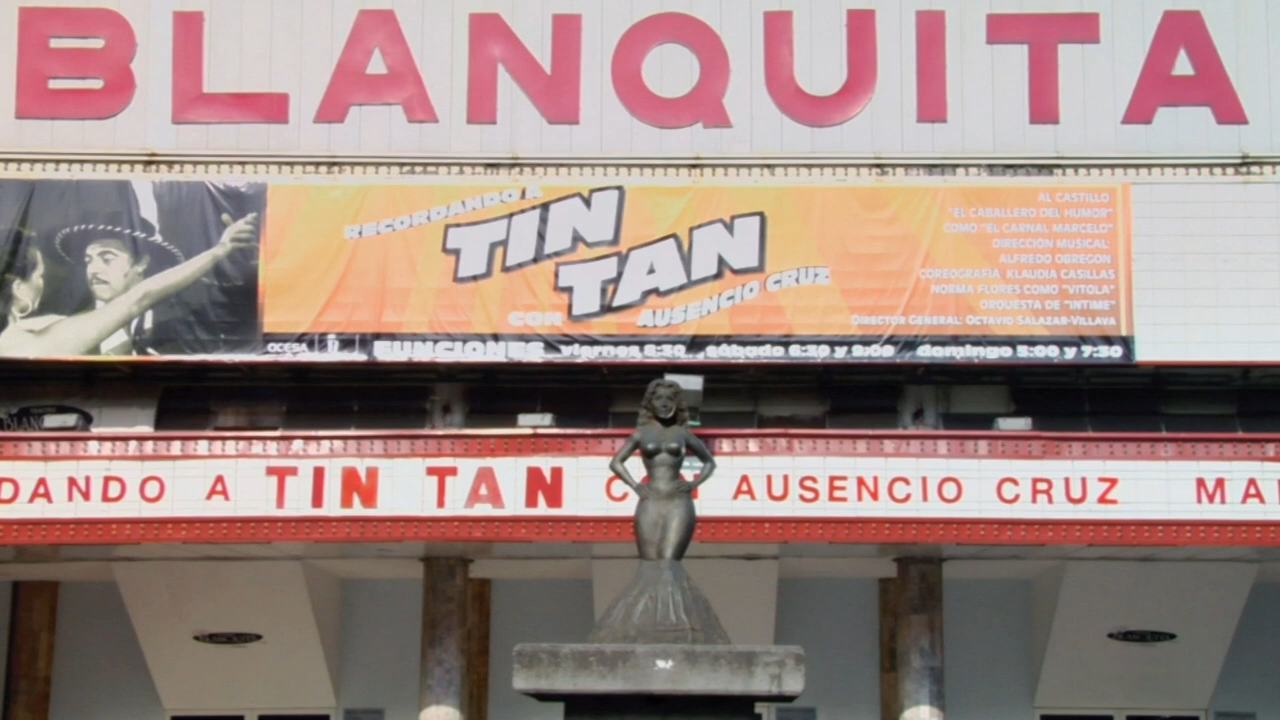 BLANQUITA
RECORDANDO A
TIN
TAN
CON AUSENCIO CRUZ
AL CASTILLO
"EL CABALLERO DEL HUMOR"
COMO "EL CARNAL MARCELO"
DIRECCIÓN MUSICAL:
ALFREDO OBREGON
COREOGRAFIA KLAUDIA CASILLAS
NORMA FLORES COMO "VITOLA"
ORQUESTA DE "INTIME"
DIRECTOR GENERAL: OCTAVIO SALAZAR-VILLAVA
OCESA
FUNCIONES viernes 8:30 sábado 6:30 y 9:00 domingo 5:00 y 7:30
DANDO A TIN TAN AUSENCIO CRUZ MA